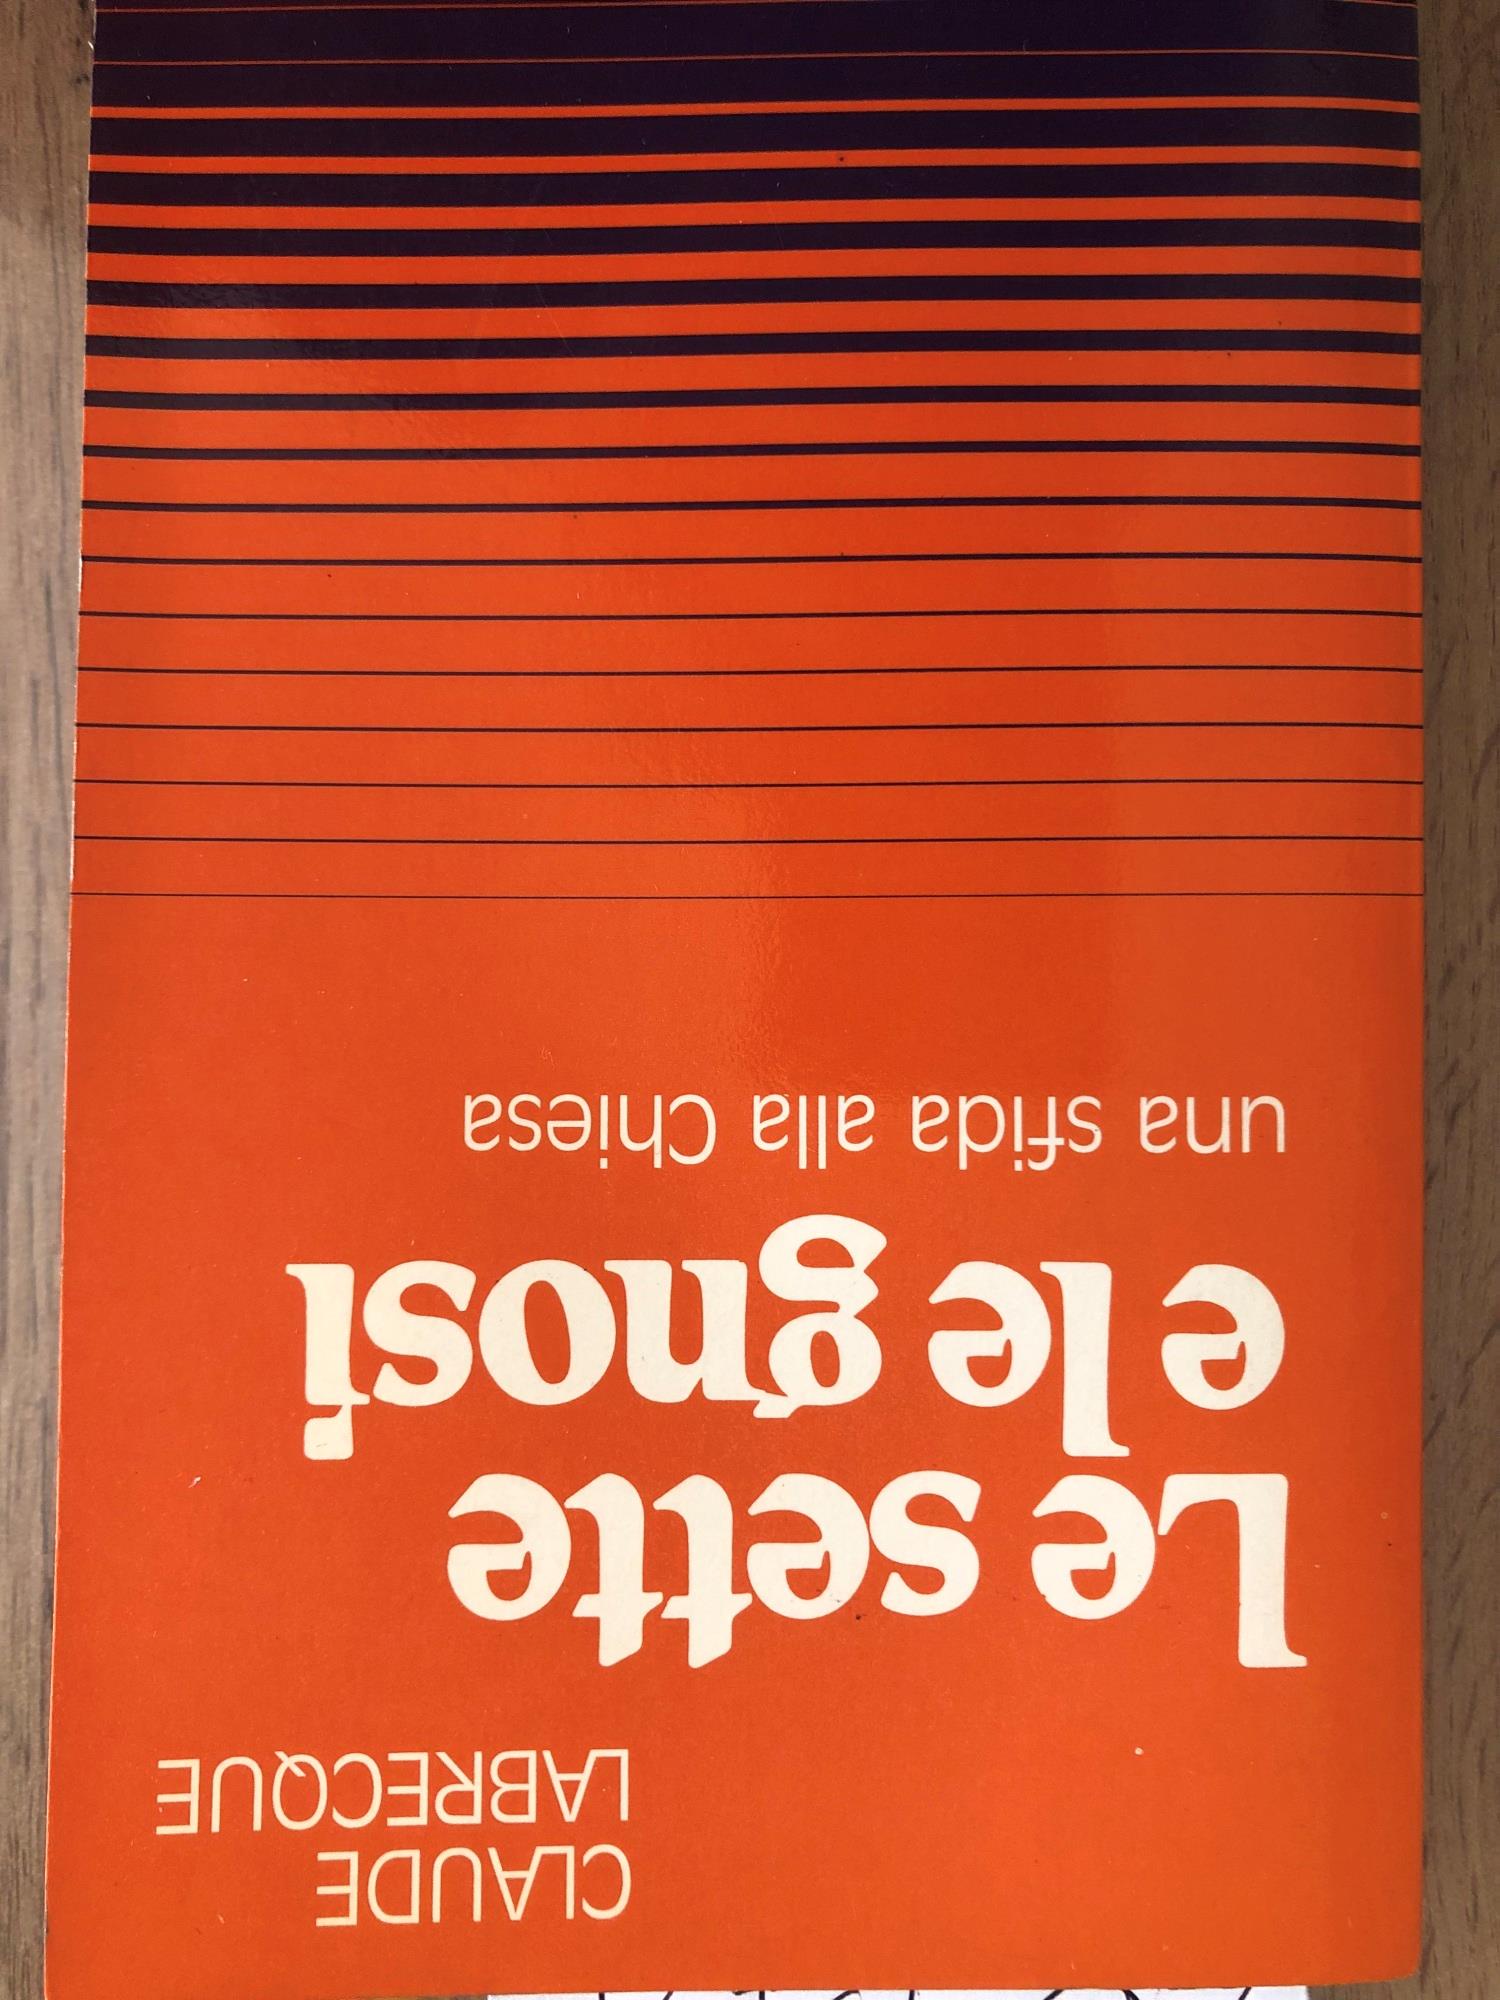 CLAUDE
LABRECQUE
Le sette
e le gnosi
una sfida alla Chiesa